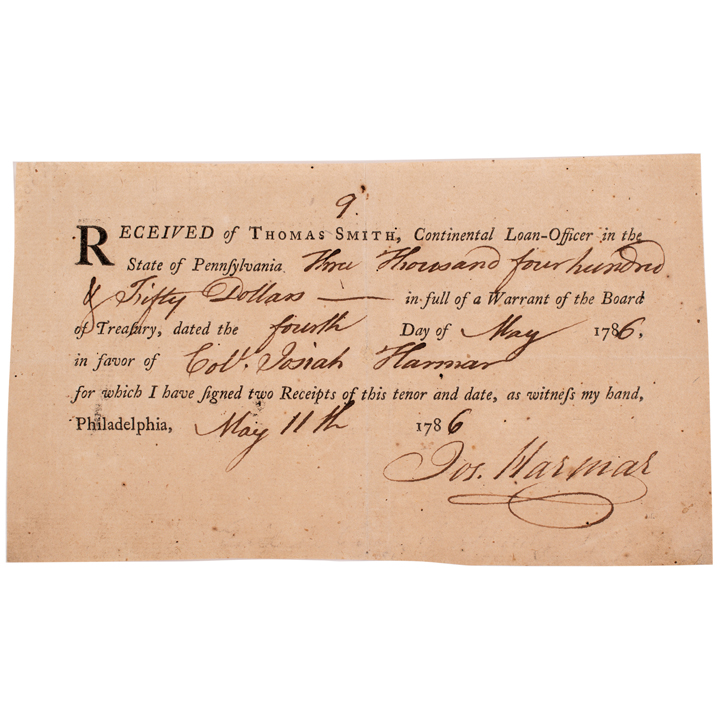 9.
RECEIVED of THOMAS SMITH, Continental Loan-Officer in the
State of Pennſylvania Three Thousand four hundred
& Fifty Dollars —— in full of a Warrant of the Board
of Treaſury, dated the fourth Day of May 1786,
in favor of Col.º Josiah Harmar
for which I have ſigned two Receipts of this tenor and date, as witneſs my hand,
Philadelphia, May 11th 1786
Jos. Harmar